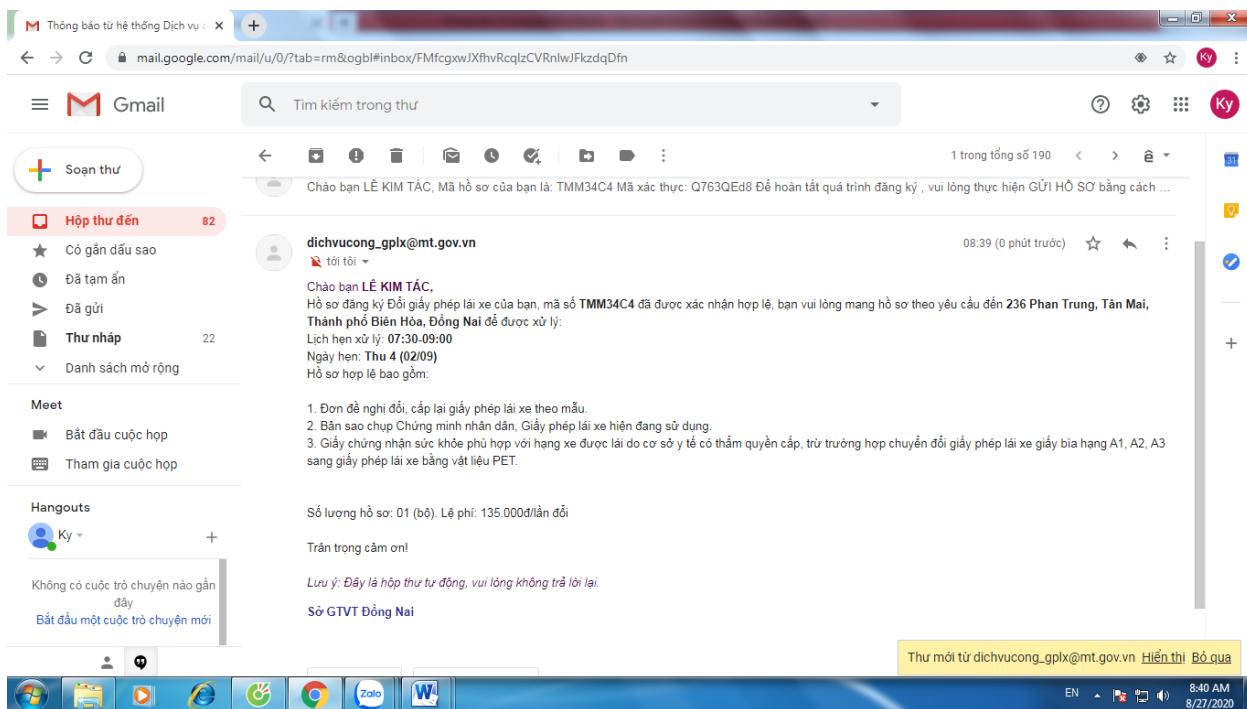 Thông báo từ hệ thống Dịch vụ c
mail.google.com/mail/u/0/?tab=rm&ogbl#inbox/FMfcgxwJXfhvRcqlzCVRnlwJFkzdqDfn
Ky
Gmail
Tìm kiếm trong thư
Ky
Soạn thư
1 trong tổng số 190
31
Chào bạn LÊ KIM TÁC, Mã hồ sơ của bạn là: TMM34C4 Mã xác thực: Q763QEd8 Để hoàn tất quá trình đăng ký , vui lòng thực hiện GỬI HỒ SƠ bằng cách ...
Hộp thư đến 82
Có gắn dấu sao
Đã tạm ẩn
Đã gửi
Thư nháp 22
Danh sách mở rộng
Meet
Bắt đầu cuộc họp
Tham gia cuộc họp
Hangouts
Ky
Không có cuộc trò chuyện nào gần
đây
Bắt đầu một cuộc trò chuyện mới
dichvucong_gplx@mt.gov.vn 08:39 (0 phút trước)
tới tôi
Chào bạn LÊ KIM TÁC,
Hồ sơ đăng ký Đổi giấy phép lái xe của bạn, mã số TMM34C4 đã được xác nhận hợp lệ, bạn vui lòng mang hồ sơ theo yêu cầu đến 236 Phan Trung, Tân Mai,
Thành phố Biên Hòa, Đồng Nai để được xử lý:
Lịch hẹn xử lý: 07:30-09:00
Ngày hẹn: Thu 4 (02/09)
Hồ sơ hợp lệ bao gồm:
1. Đơn đề nghị đổi, cấp lại giấy phép lái xe theo mẫu.
2. Bản sao chụp Chứng minh nhân dân, Giấy phép lái xe hiện đang sử dụng.
3. Giấy chứng nhận sức khỏe phù hợp với hạng xe được lái do cơ sở y tế có thẩm quyền cấp, trừ trường hợp chuyển đổi giấy phép lái xe giấy bìa hạng A1, A2, A3
sang giấy phép lái xe bằng vật liệu PET.
Số lượng hồ sơ: 01 (bộ). Lệ phí: 135.000đ/lần đổi
Trân trọng cảm ơn!
Lưu ý: Đây là hộp thư tự động, vui lòng không trả lời lại.
Sở GTVT Đồng Nai
Thư mới từ dichvucong_gplx@mt.gov.vn Hiển thị Bỏ qua
Zalo
W
EN
8:40 AM
8/27/2020